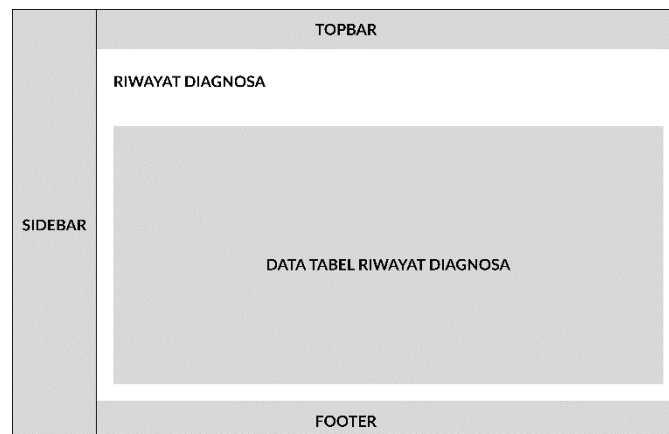 TOPBAR
RIWAYAT DIAGNOSA
SIDEBAR
DATA TABEL RIWAYAT DIAGNOSA
FOOTER